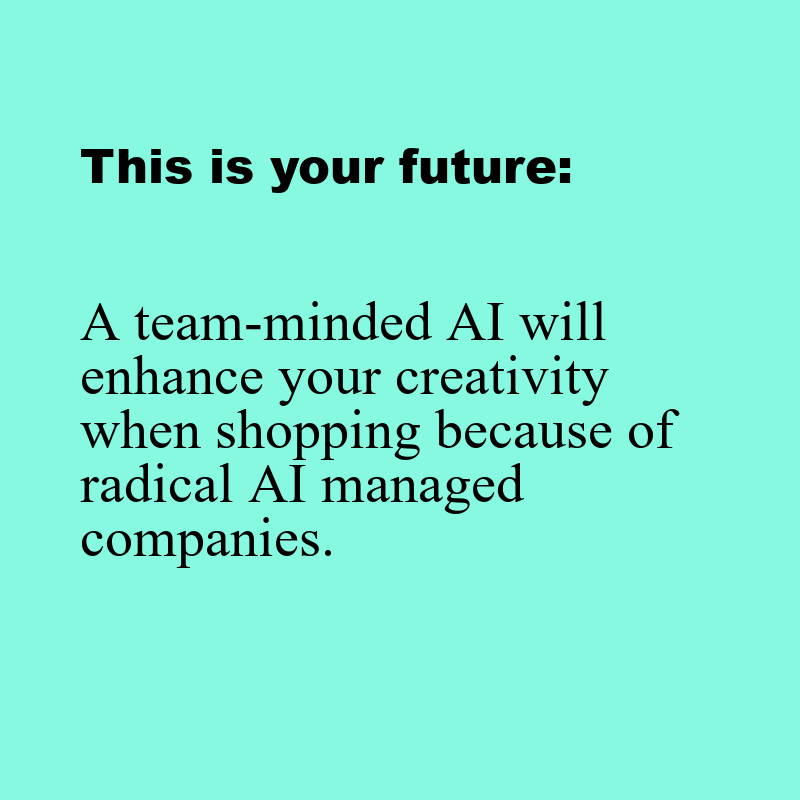 This is your future:
A team-minded AI will
enhance your creativity
when shopping because of
radical AI managed
companies.